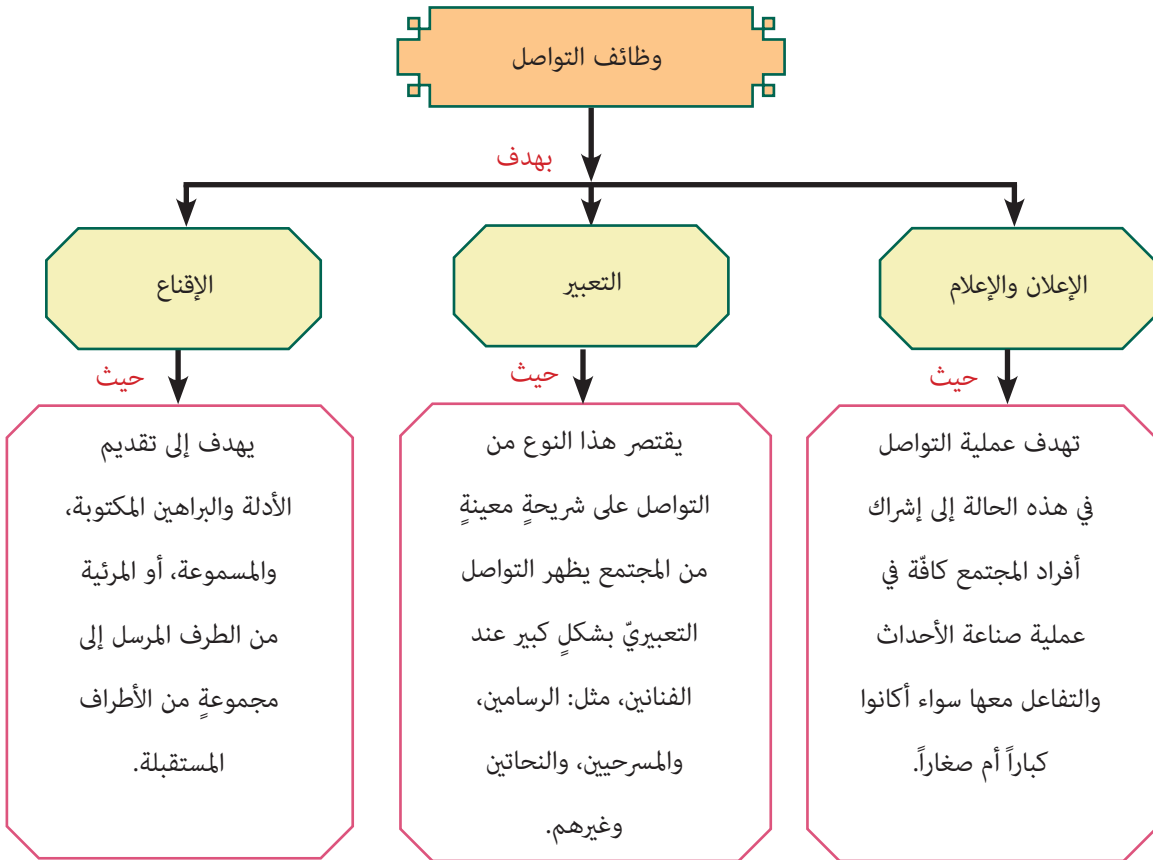 وظائف التواصل
بهدف
الإعلان والإعلام
حيث
تهدف عملية التواصل
في هذه الحالة إلى إشراك
أفراد المجتمع كافّة في
عملية صناعة الأحداث
والتفاعل معها سواء أكانوا
كباراً أم صغاراً.
التعبير
حيث
يقتصر هذا النوع من
التواصل على شريحةٍ معينةٍ
من المجتمع يظهر التواصل
التعبيريّ بشكلٍ كبير عند
الفنانين، مثل: الرسامين،
والمسرحيين، والنحاتين
وغيرهم.
الإقناع
حيث
يهدف إلى تقديم
الأدلة والبراهين المكتوبة،
والمسموعة، أو المرئية
من الطرف المرسل إلى
مجموعةٍ من الأطراف
المستقبلة.